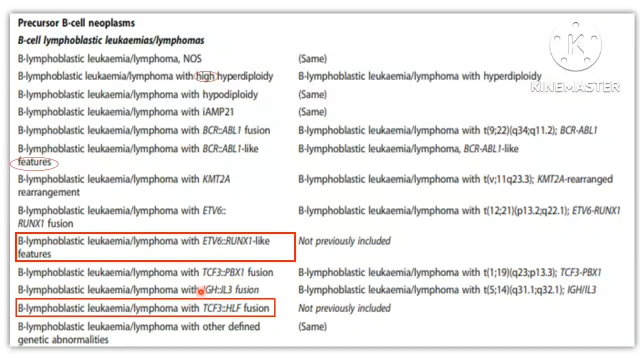 Precursor B-cell neoplasms
B-cell lymphoblastic leukaemias/lymphomas
B-lymphoblastic leukaemia/lymphoma, NOS (Same)
B-lymphoblastic leukaemia/lymphoma with high hyperdiploidy B-lymphoblastic leukaemia/lymphoma with hyperdiploidy
B-lymphoblastic leukaemia/lymphoma with hypodiploidy (Same)
B-lymphoblastic leukaemia/lymphoma with iAMP21 (Same)
B-lymphoblastic leukaemia/lymphoma with BCR::ABL1 fusion B-lymphoblastic leukaemia/lymphoma with t(9;22)(q34;q11.2); BCR-ABL1
B-lymphoblastic leukaemia/lymphoma with BCR::ABL1-like B-lymphoblastic leukaemia/lymphoma, BCR-ABL1-like
features
B-lymphoblastic leukaemia/lymphoma with KMT2A B-lymphoblastic leukaemia/lymphoma with t(v;11q23.3); KMT2A-rearranged
rearrangement
B-lymphoblastic leukaemia/lymphoma with ETV6:: B-lymphoblastic leukaemia/lymphoma with t(12;21)(p13.2;q22.1); ETV6-RUNX1
RUNX1 fusion
B-lymphoblastic leukaemia/lymphoma with ETV6::RUNX1-like Not previously included
features
B-lymphoblastic leukaemia/lymphoma with TCF3::PBX1 fusion B-lymphoblastic leukaemia/lymphoma with t(1;19)(q23;p13.3); TCF3-PBX1
B-lymphoblastic leukaemia/lymphoma with IGH::IL3 fusion B-lymphoblastic leukaemia/lymphoma with t(5;14)(q31.1;q32.1); IGH/IL3
B-lymphoblastic leukaemia/lymphoma with TCF3::HLF fusion Not previously included
B-lymphoblastic leukaemia/lymphoma with other defined (Same)
genetic abnormalities
K
KINEMASTER